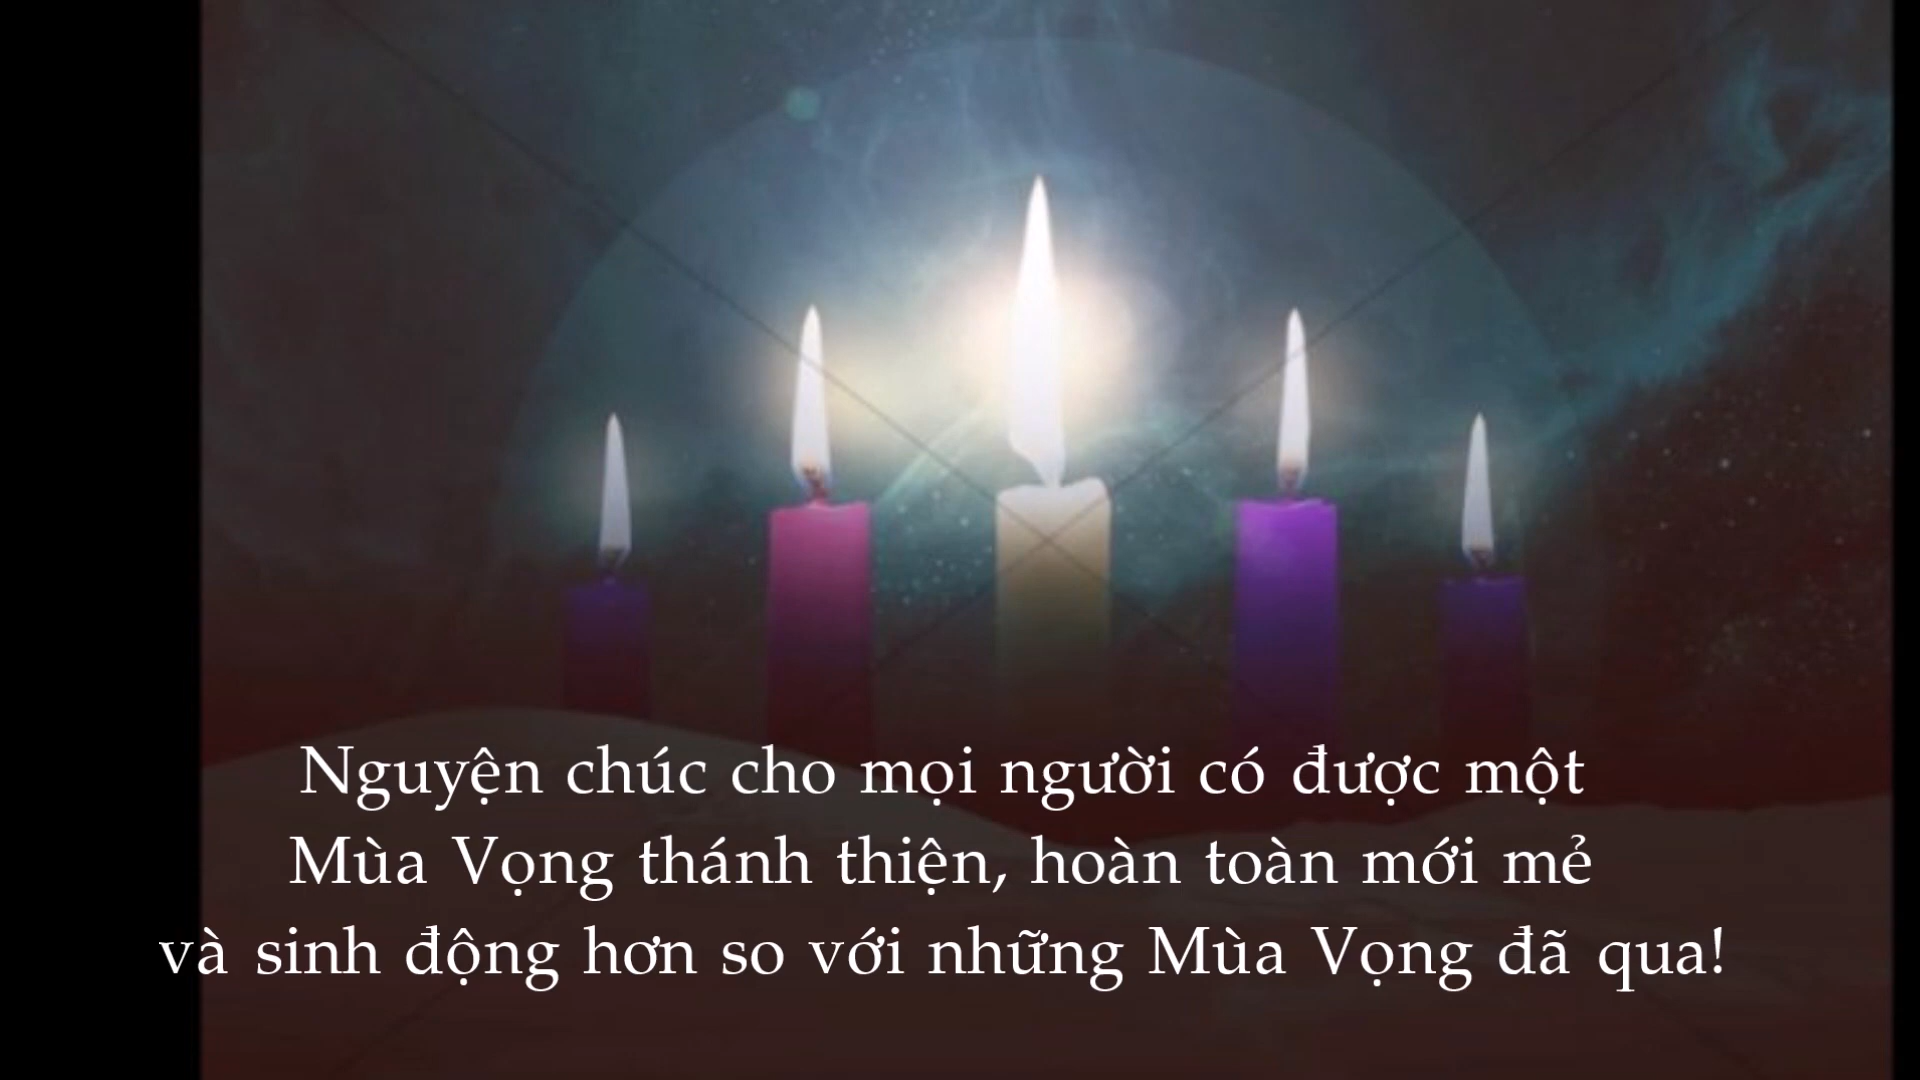 Nguyện chúc cho mọi người có được một
Mùa Vọng thánh thiện, hoàn toàn mới mẻ
và sinh động hơn so với những Mùa Vọng đã qua!